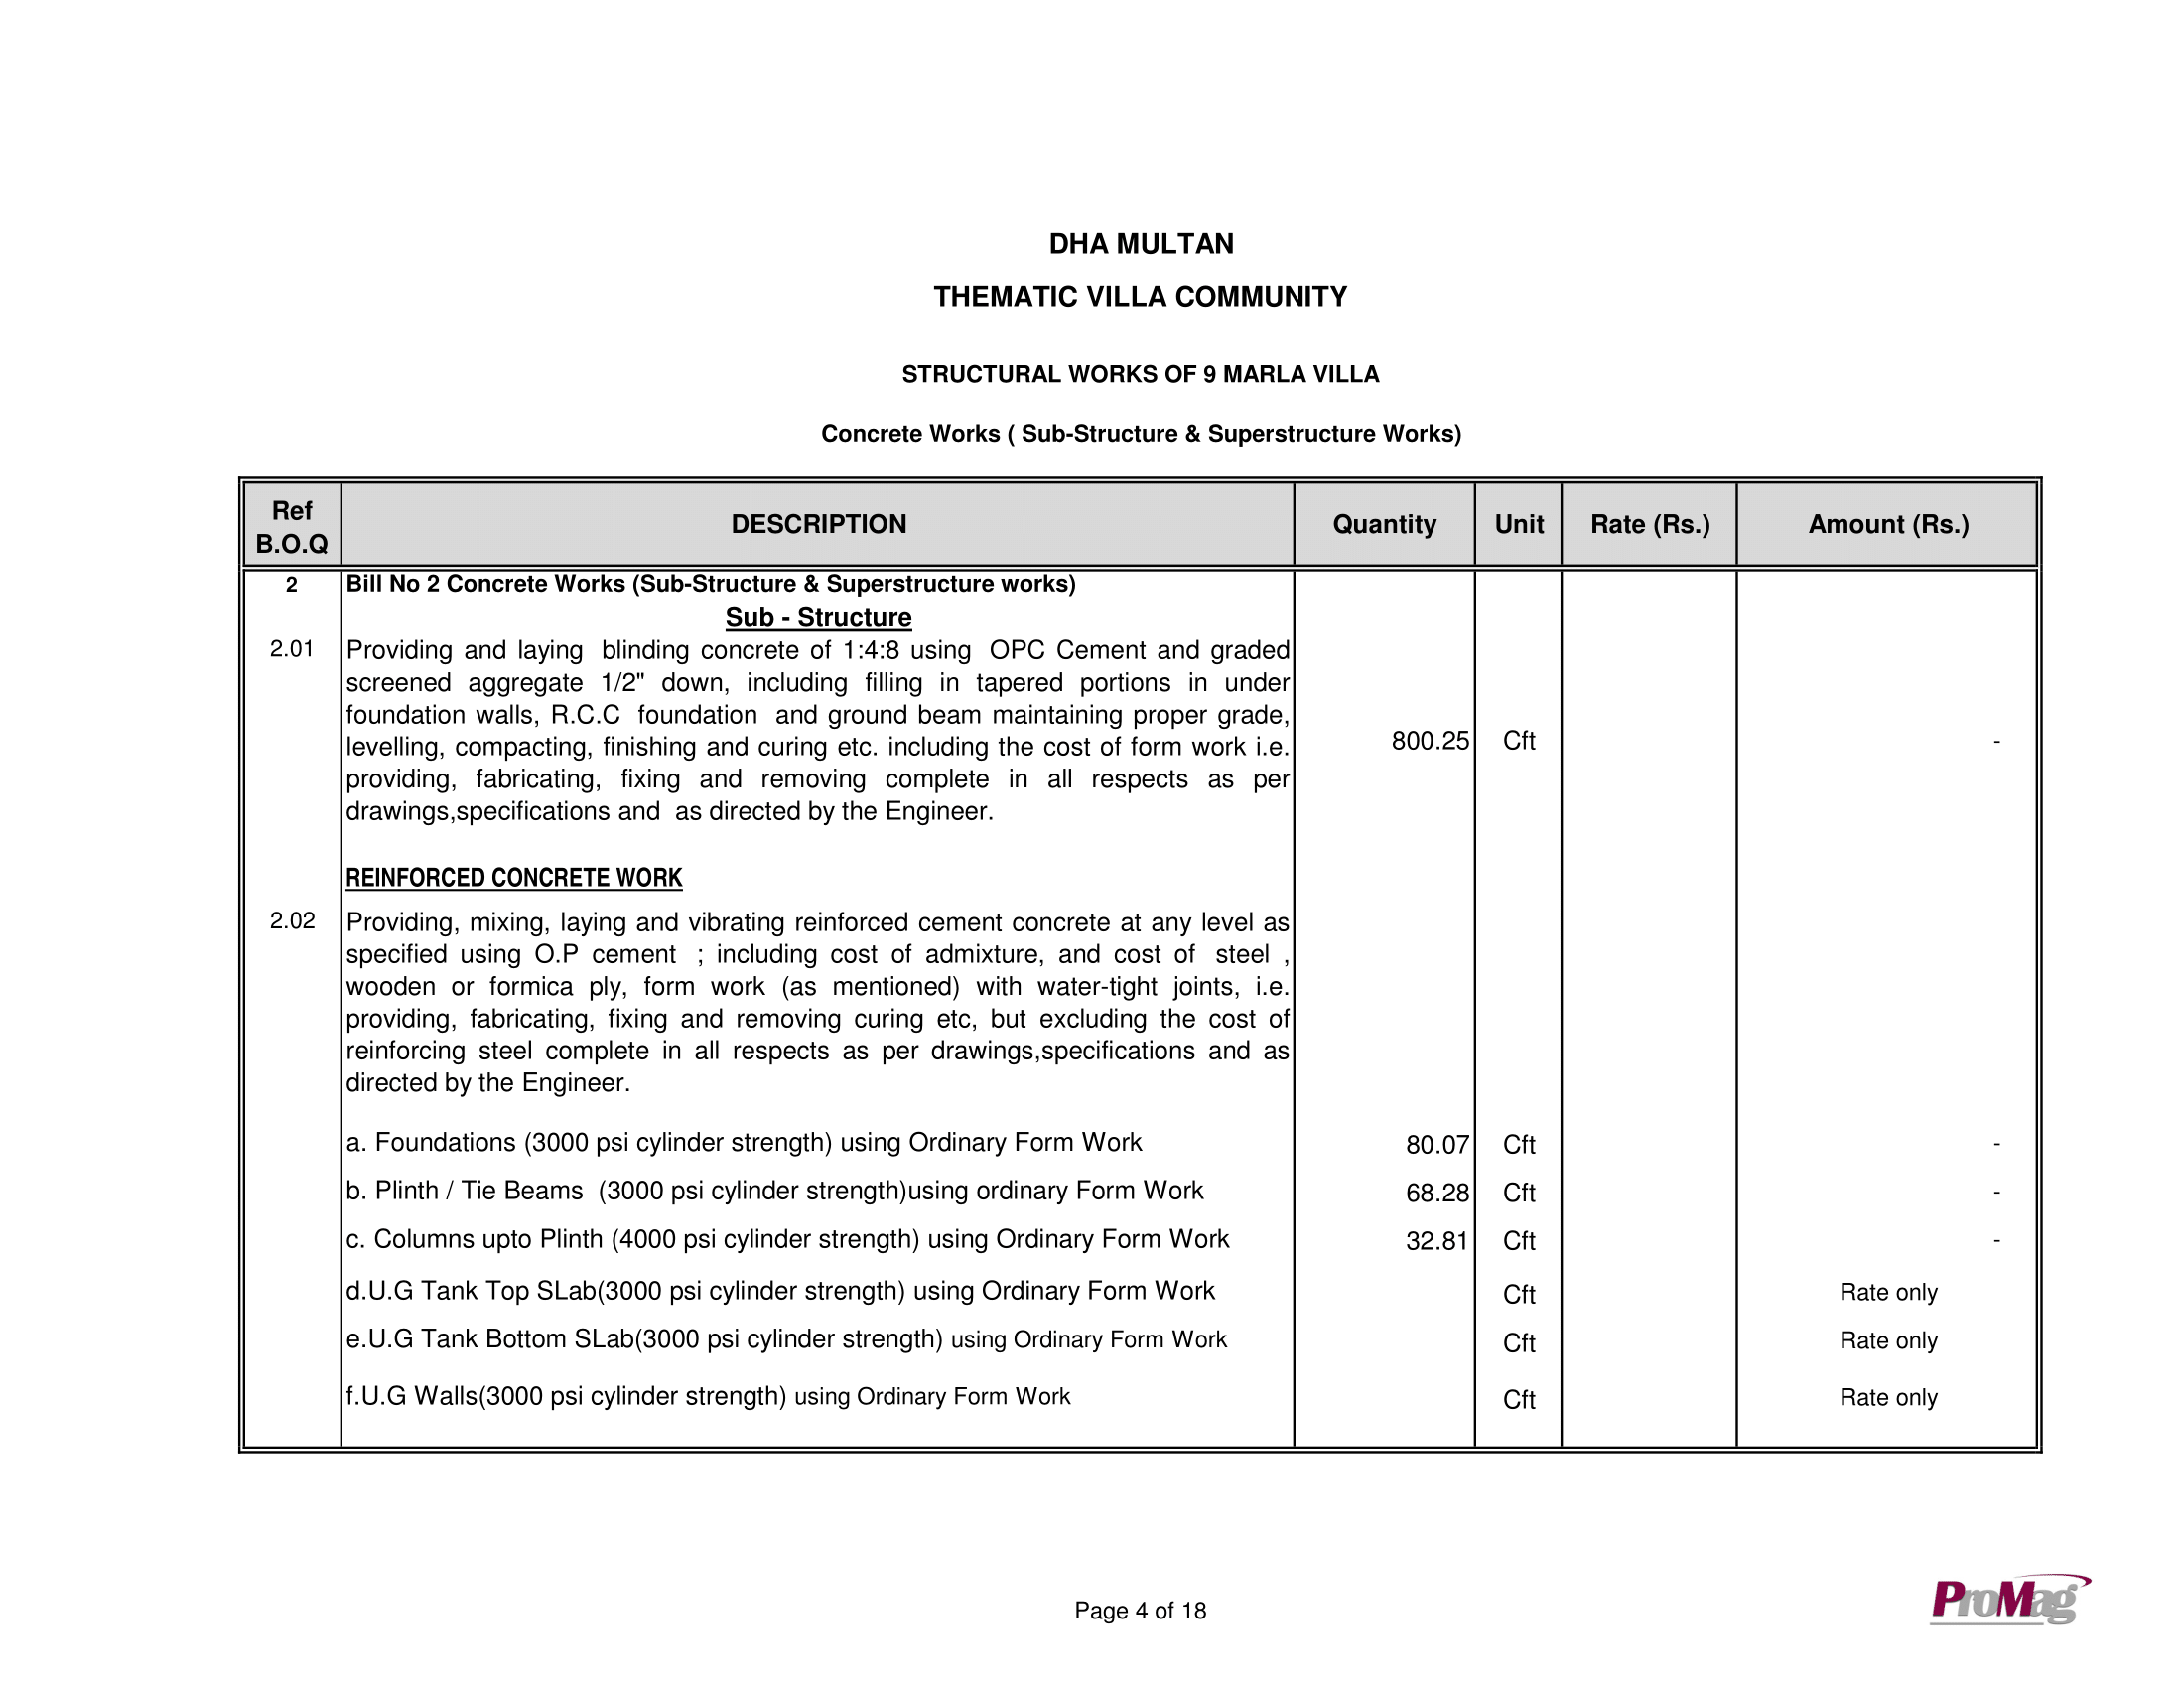 DHA MULTAN
THEMATIC VILLA COMMUNITY
STRUCTURAL WORKS OF 9 MARLA VILLA
Concrete Works ( Sub-Structure & Superstructure Works)
Ref B.O.Q DESCRIPTION Quantity Unit Rate (Rs.) Amount (Rs.)
2 Bill No 2 Concrete Works (Sub-Structure & Superstructure works)
Sub - Structure
2.01 Providing and laying blinding concrete of 1:4:8 using OPC Cement and graded
screened aggregate 1/2" down, including filling in tapered portions in under
foundation walls, R.C.C foundation and ground beam maintaining proper grade,
levelling, compacting, finishing and curing etc. including the cost of form work i.e. 800.25 Cft -
providing, fabricating, fixing and removing complete in all respects as per
drawings,specifications and as directed by the Engineer.
REINFORCED CONCRETE WORK
2.02 Providing, mixing, laying and vibrating reinforced cement concrete at any level as
specified using O.P cement ; including cost of admixture, and cost of steel ,
wooden or formica ply, form work (as mentioned) with water-tight joints, i.e.
providing, fabricating, fixing and removing curing etc, but excluding the cost of
reinforcing steel complete in all respects as per drawings,specifications and as
directed by the Engineer.
a. Foundations (3000 psi cylinder strength) using Ordinary Form Work 80.07 Cft -
b. Plinth / Tie Beams (3000 psi cylinder strength)using ordinary Form Work 68.28 Cft -
c. Columns upto Plinth (4000 psi cylinder strength) using Ordinary Form Work 32.81 Cft -
d.U.G Tank Top SLab(3000 psi cylinder strength) using Ordinary Form Work Cft Rate only
e.U.G Tank Bottom SLab(3000 psi cylinder strength) using Ordinary Form Work Cft Rate only
f.U.G Walls(3000 psi cylinder strength) using Ordinary Form Work Cft Rate only
Page 4 of 18
ProMag